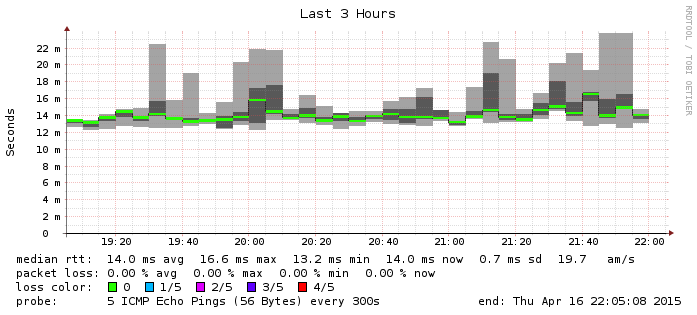 Last 3 Hours
RRDTOOL / TOBI OETIKER
Seconds
22 m
20 m
18 m
16 m
14 m
12 m
10 m
8 m
6 m
4 m
2 m
0
19:20 19:40 20:00 20:20 20:40 21:00 21:20 21:40 22:00
median rtt: 14.0 ms avg 16.6 ms max 13.2 ms min 14.0 ms now 0.7 ms sd 19.7 am/s
packet loss: 0.00 % avg 0.00 % max 0.00 % min 0.00 % now
loss color: 0 1/5 2/5 3/5 4/5
probe: 5 ICMP Echo Pings (56 Bytes) every 300s end: Thu Apr 16 22:05:08 2015